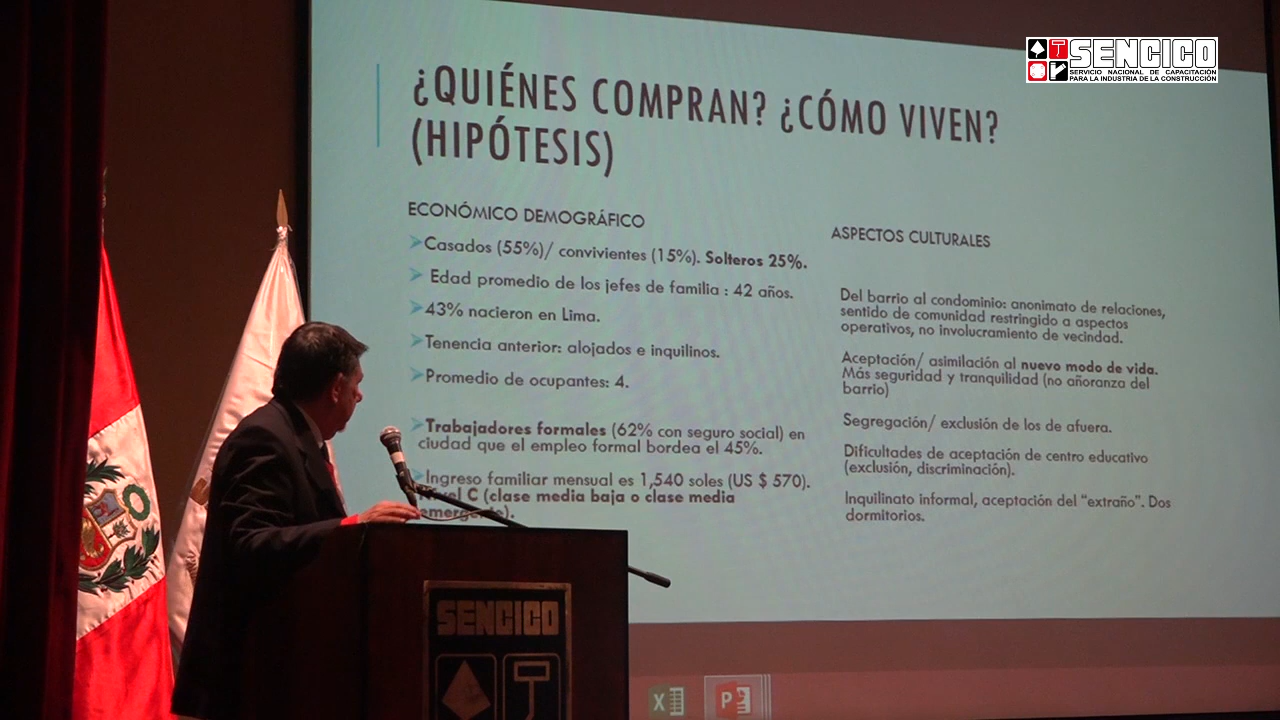 SENCICO
SERVICIO NACIONAL DE CAPACITACIÓN
PARA LA INDUSTRIA DE LA CONSTRUCCIÓN
¿QUIÉNES COMPRAN? ¿CÓMO VIVEN?
(HIPÓTESIS)
ECONÓMICO DEMOGRÁFICO
Casados (55%)/ convivientes (15%). Solteros 25%.
Edad promedio de los jefes de familia : 42 años.
43% nacieron en Lima.
Tenencia anterior: alojados e inquilinos.
Promedio de ocupantes: 4.
Trabajadores formales (62% con seguro social) en
ciudad que el empleo formal bordea el 45%.
Ingreso familiar mensual es 1,540 soles (US $ 570).
Nivel C (clase media baja o clase media
emergente).
ASPECTOS CULTURALES
Del barrio al condominio: anonimato de relaciones,
sentido de comunidad restringido a aspectos
operativos, no involucramiento de vecindad.
Aceptación/ asimilación al nuevo modo de vida.
Más seguridad y tranquilidad (no añoranza del
barrio)
Segregación/ exclusión de los de afuera.
Dificultades de aceptación de centro educativo
(exclusión, discriminación).
Inquilinato informal, aceptación del "extraño". Dos
dormitorios.
SENCICO